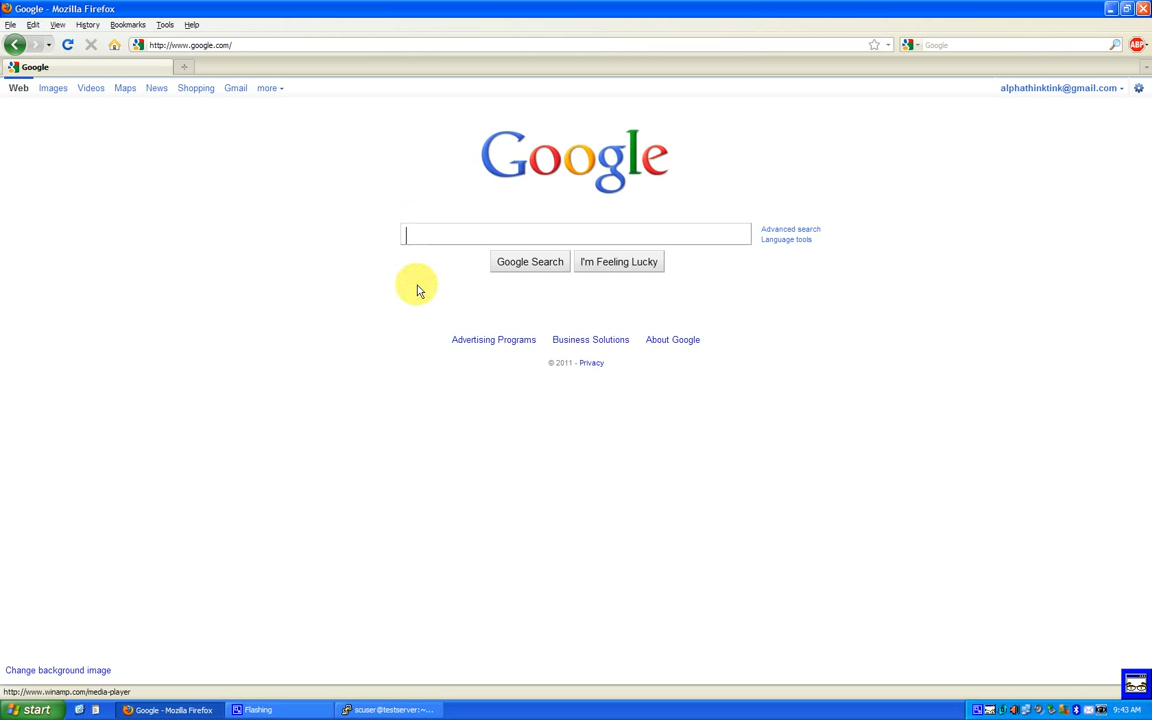 Google - Mozilla Firefox
File Edit View History Bookmarks Tools Help
http://www.google.com/
Google
ABP
Google
Web Images Videos Maps News Shopping Gmail more
alphathinktink@gmail.com
Google
Advanced search
Language tools
Google Search I'm Feeling Lucky
Advertising Programs Business Solutions About Google
© 2011 - Privacy
Change background image
http://www.winamp.com/media-player
start Google - Mozilla Firefox Flashing scuser@testserver:~... 9:43 AM